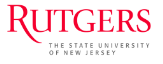 RUTGERS
THE STATE UNIVERSITY
OF NEW JERSEY